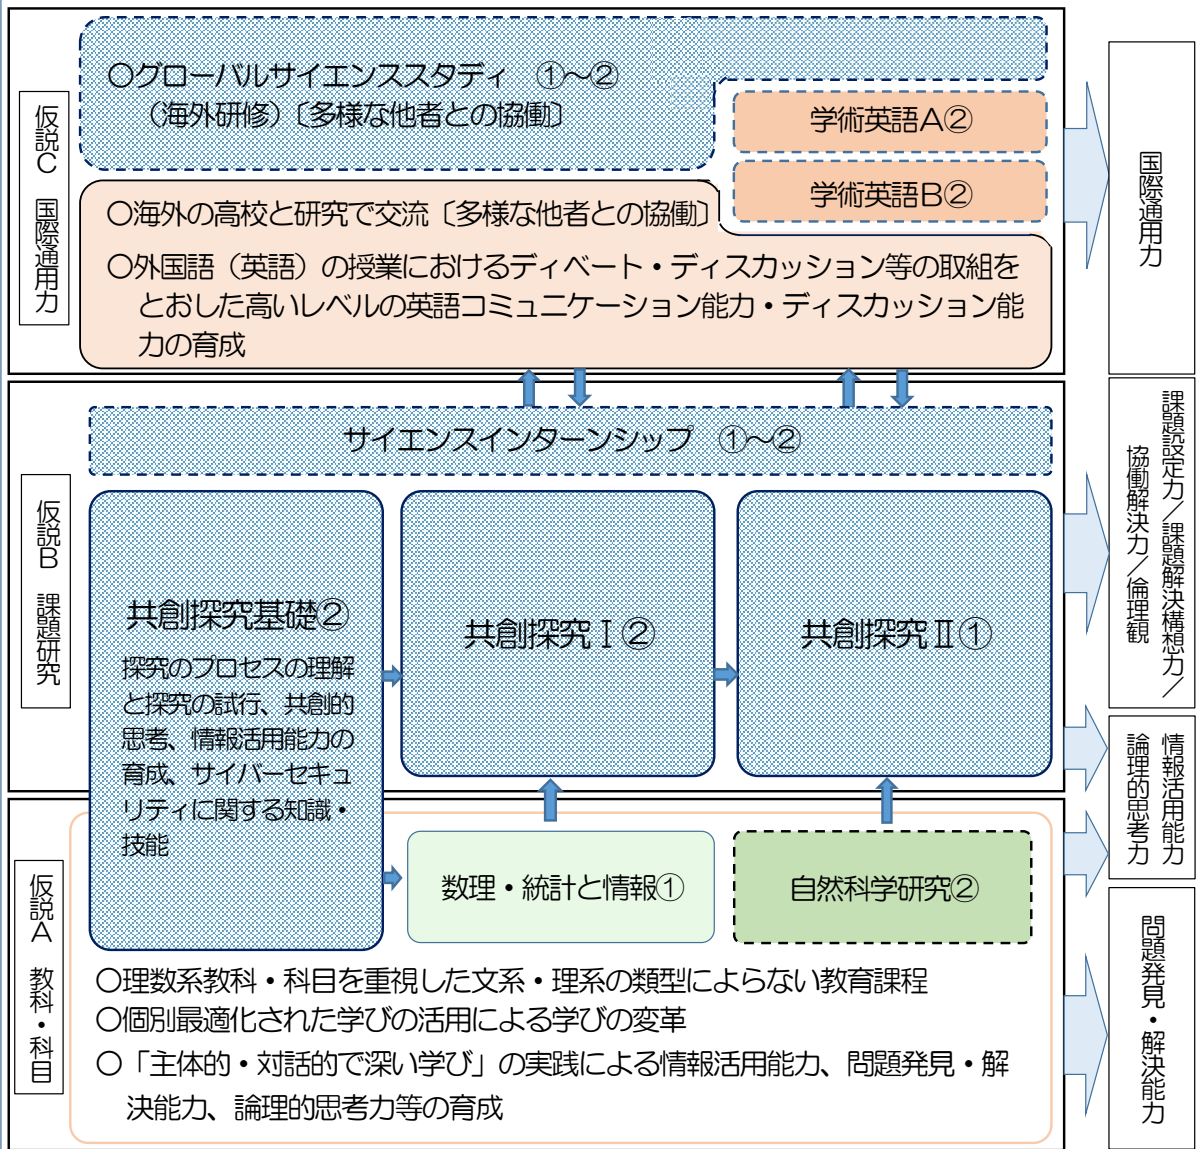 仮説C 国際通用力
〇グローバルサイエンススタディ ①～②
（海外研修）〔多様な他者との協働〕
学術英語A②
学術英語B②
〇海外の高校と研究で交流〔多様な他者との協働〕
〇外国語（英語）の授業におけるディベート・ディスカッション等の取組を
とおした高いレベルの英語コミュニケーション能力・ディスカッション能
力の育成
国際通用力
仮説B 課題研究
サイエンスインターンシップ ①～②
共創探究基礎②
探究のプロセスの理解
と探究の試行、共創的
思考、情報活用能力の
育成、サイバーセキュ
リティに関する知識・
技能
共創探究Ⅰ②
共創探究Ⅱ①
課題設定力／課題解決構想力／
協働解決力／倫理観
情報活用能力
論理的思考力
仮説A 教科・科目
数理・統計と情報①
自然科学研究②
〇理数系教科・科目を重視した文系・理系の類型によらない教育課程
〇個別最適化された学びの活用による学びの変革
〇「主体的・対話的で深い学び」の実践による情報活用能力、問題発見・解
決能力、論理的思考力等の育成
問題発見・解決能力